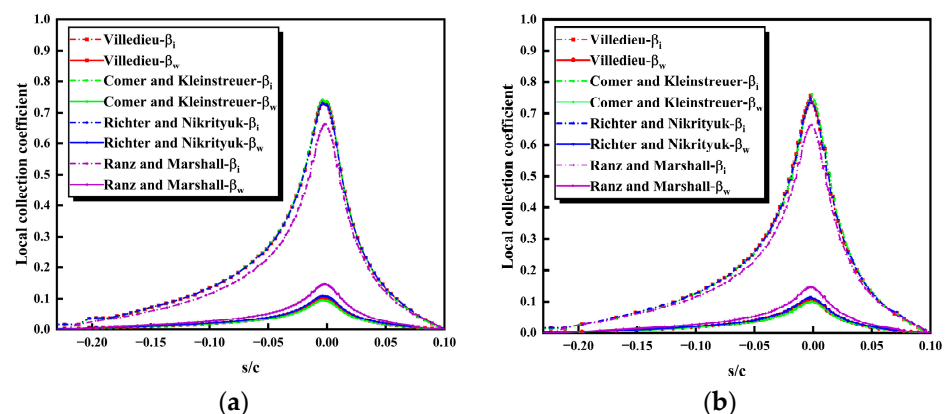 1.0
0.9
0.8
0.7
0.6
0.5
0.4
0.3
0.2
0.1
0.0
Local collection coefficient
Villedieu-βi
Villedieu-βw
Comer and Kleinstreuer-βi
Comer and Kleinstreuer-βw
Richter and Nikrityuk-βi
Richter and Nikrityuk-βw
Ranz and Marshall-βi
Ranz and Marshall-βw
−0.20 −0.15 −0.10 −0.05 0.00 0.05 0.10
s/c
(a)
1.0
0.9
0.8
0.7
0.6
0.5
0.4
0.3
0.2
0.1
0.0
Local collection coefficient
Villedieu-βi
Villedieu-βw
Comer and Kleinstreuer-βi
Comer and Kleinstreuer-βw
Richter and Nikrityuk-βi
Richter and Nikrityuk-βw
Ranz and Marshall-βi
Ranz and Marshall-βw
−0.20 −0.15 −0.10 −0.05 0.00 0.05 0.10
s/c
(b)